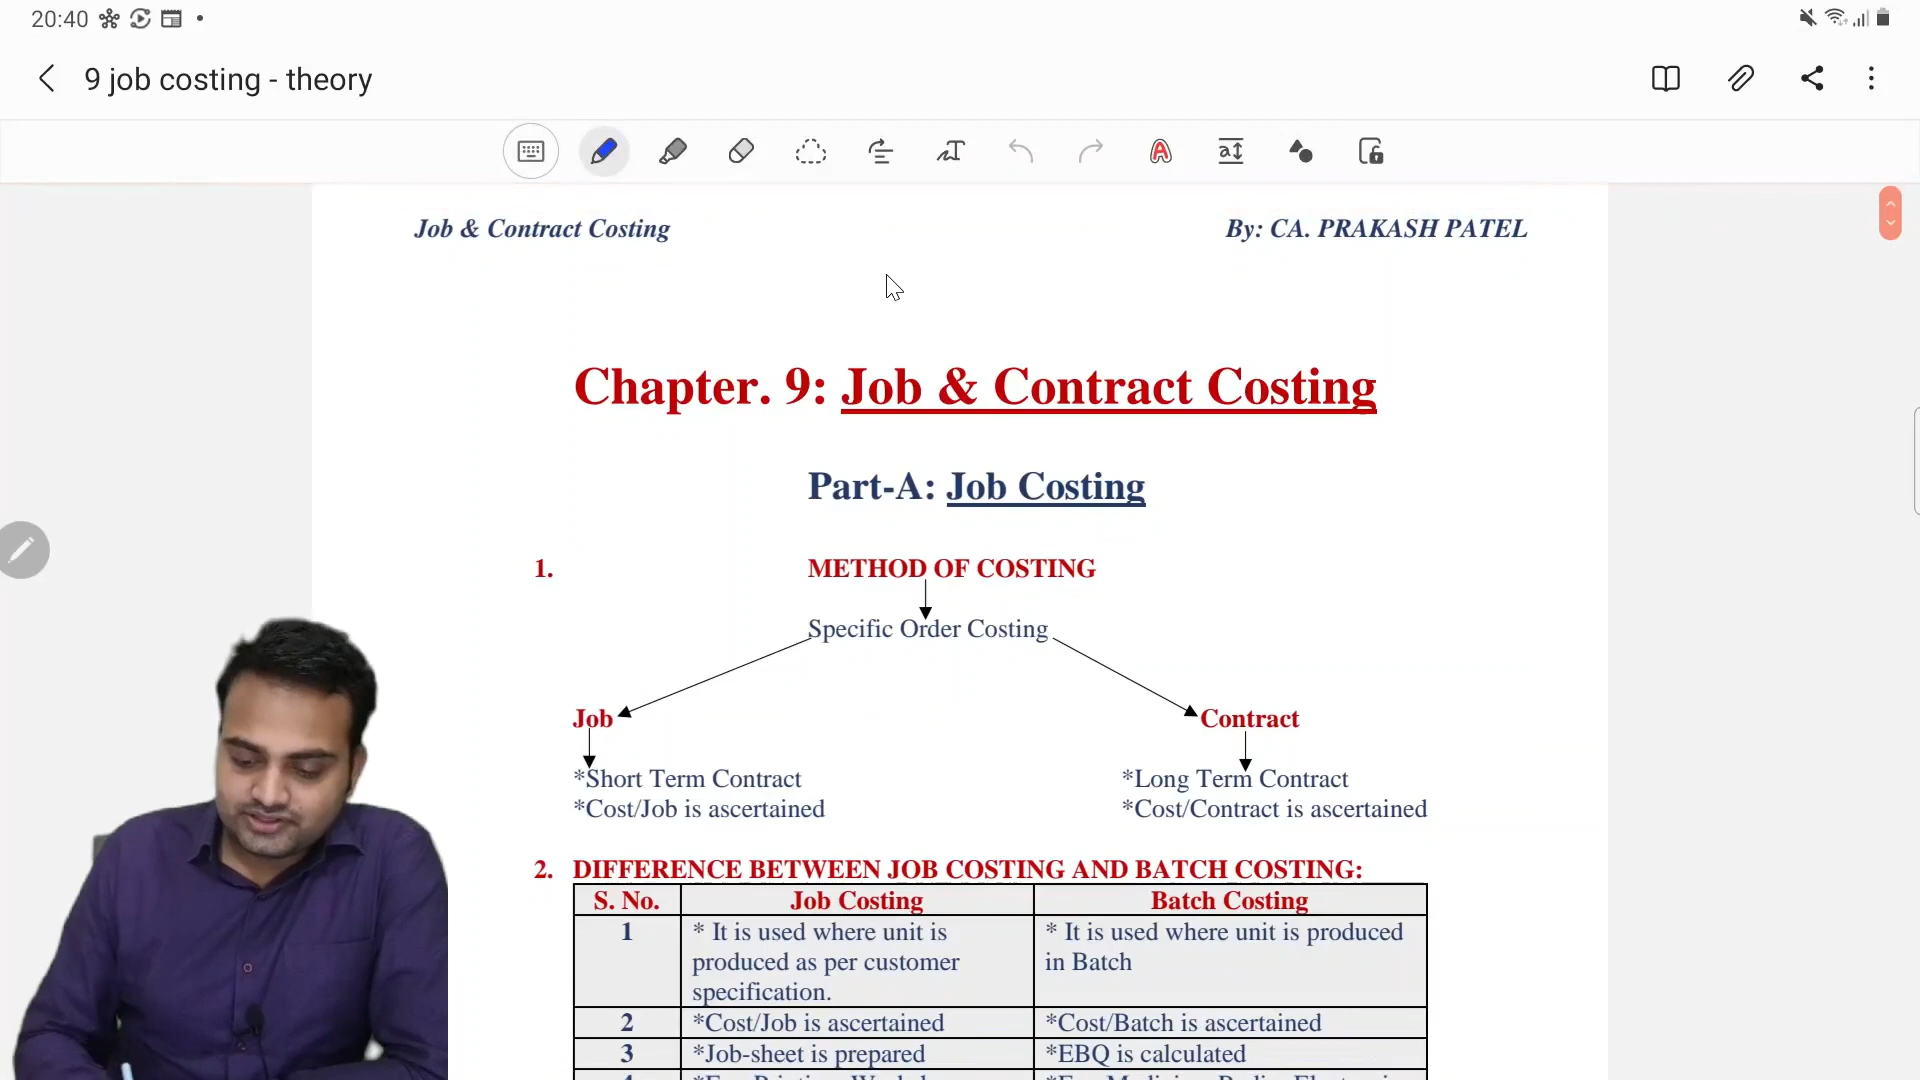 20:40
9 job costing - theory
Job & Contract Costing
By: CA. PRAKASH PATEL
Chapter. 9: Job & Contract Costing
Part-A: Job Costing
1. METHOD OF COSTING
Specific Order Costing
Job
Contract
*Short Term Contract
*Long Term Contract
*Cost/Job is ascertained
*Cost/Contract is ascertained
2. DIFFERENCE BETWEEN JOB COSTING AND BATCH COSTING:
S. No. Job Costing Batch Costing
1 * It is used where unit is * It is used where unit is produced
produced as per customer in Batch
specification.
2 *Cost/Job is ascertained *Cost/Batch is ascertained
3 *Job-sheet is prepared *EBQ is calculated